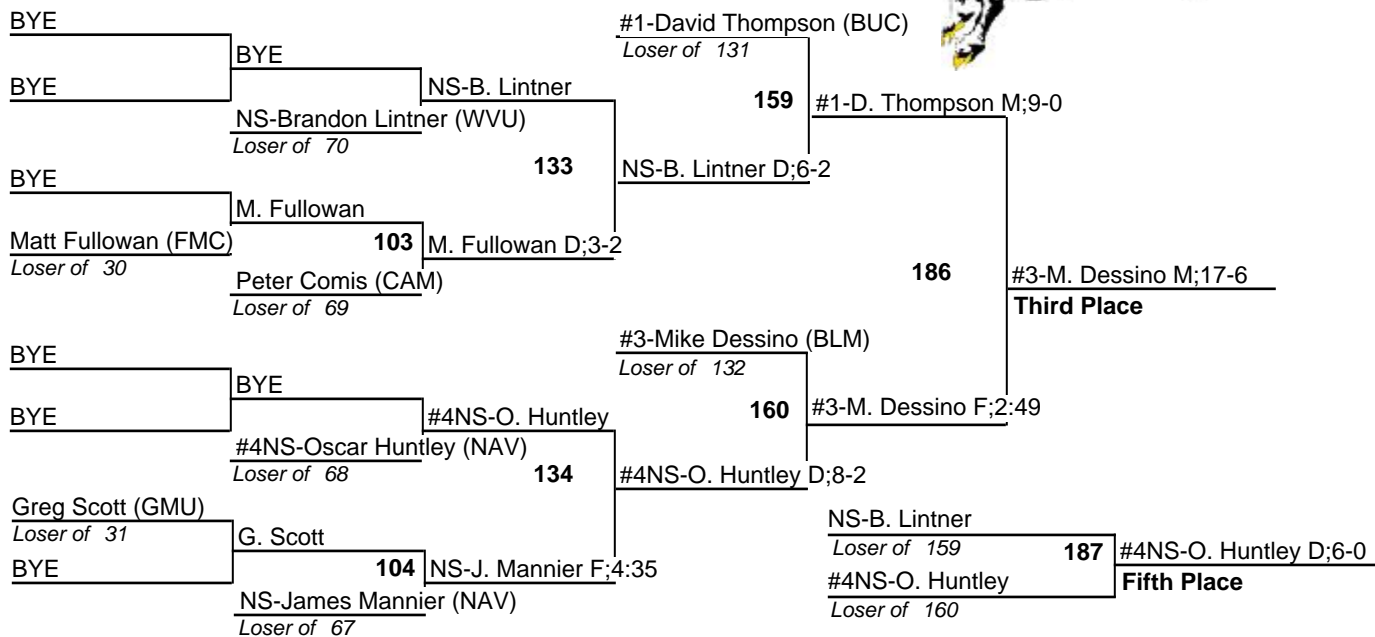 BYE
#1-David Thompson (BUC)
Loser of 131
BYE
BYE
NS-B. Lintner
159
#1-D. Thompson M;9-0
NS-Brandon Lintner (WVU)
Loser of 70
133
NS-B. Lintner D;6-2
BYE
M. Fullowan
Matt Fullowan (FMC)
103
M. Fullowan D;3-2
Loser of 30
Peter Comis (CAM)
Loser of 69
186
#3-M. Dessino M;17-6
Third Place
BYE
#3-Mike Dessino (BLM)
Loser of 132
BYE
BYE
#4NS-O. Huntley
160
#3-M. Dessino F;2:49
#4NS-Oscar Huntley (NAV)
Loser of 68
134
#4NS-O. Huntley D;8-2
Greg Scott (GMU)
Loser of 31
G. Scott
NS-B. Lintner
Loser of 159
BYE
104
NS-J. Mannier F;4:35
187
#4NS-O. Huntley D;6-0
#4NS-O. Huntley
Fifth Place
NS-James Mannier (NAV)
Loser of 67
Loser of 160